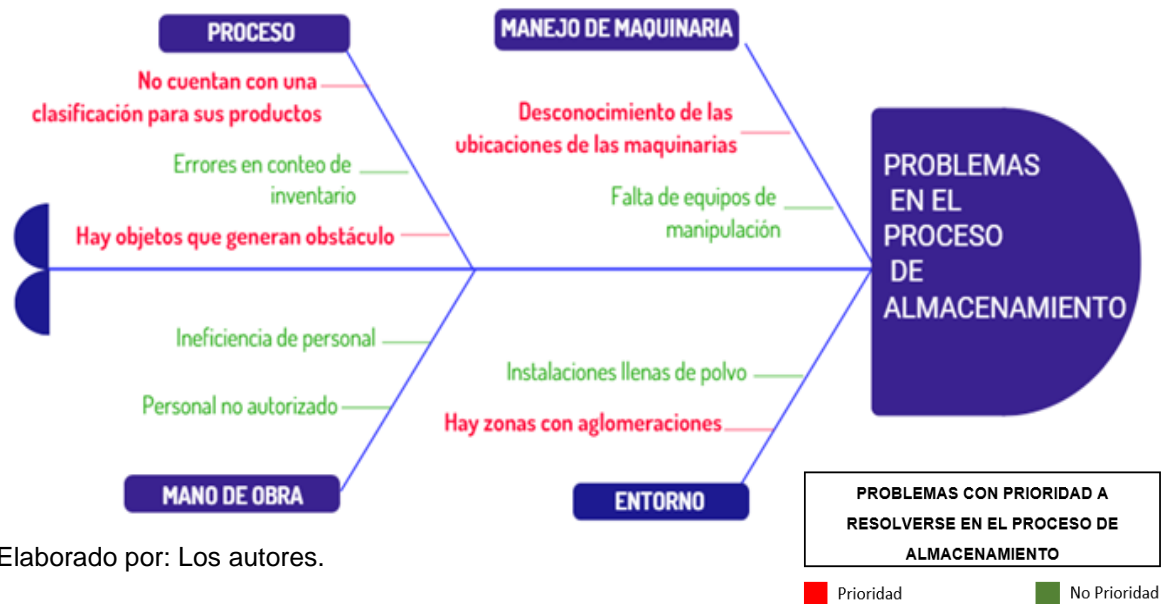 PROCESO
No cuentan con una
clasificación para sus productos
Errores en conteo de
inventario
Hay objetos que generan obstáculo
MANEJO DE MAQUINARIA
Desconocimiento de las
ubicaciones de las maquinarias
Falta de equipos de
manipulación
PROBLEMAS
EN EL
PROCESO
DE
ALMACENAMIENTO
Ineficiencia de personal
Personal no autorizado
MANO DE OBRA
Instalaciones llenas de polvo
Hay zonas con aglomeraciones
ENTORNO
PROBLEMAS CON PRIORIDAD A
RESOLVERSE EN EL PROCESO DE
ALMACENAMIENTO
Prioridad
No Prioridad
Elaborado por: Los autores.